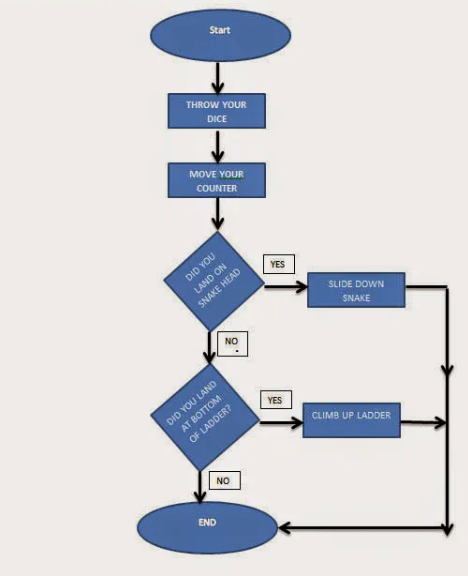 Start
THROW YOUR
DICE
MOVE YOUR
COUNTER
DID YOU
LAND ON
SNAKE HEAD
YES
SLIDE DOWN
SNAKE
NO
DID YOU LAND
AT BOTTOM
OF LADDER?
YES
CLIMB UP LADDER
NO
END